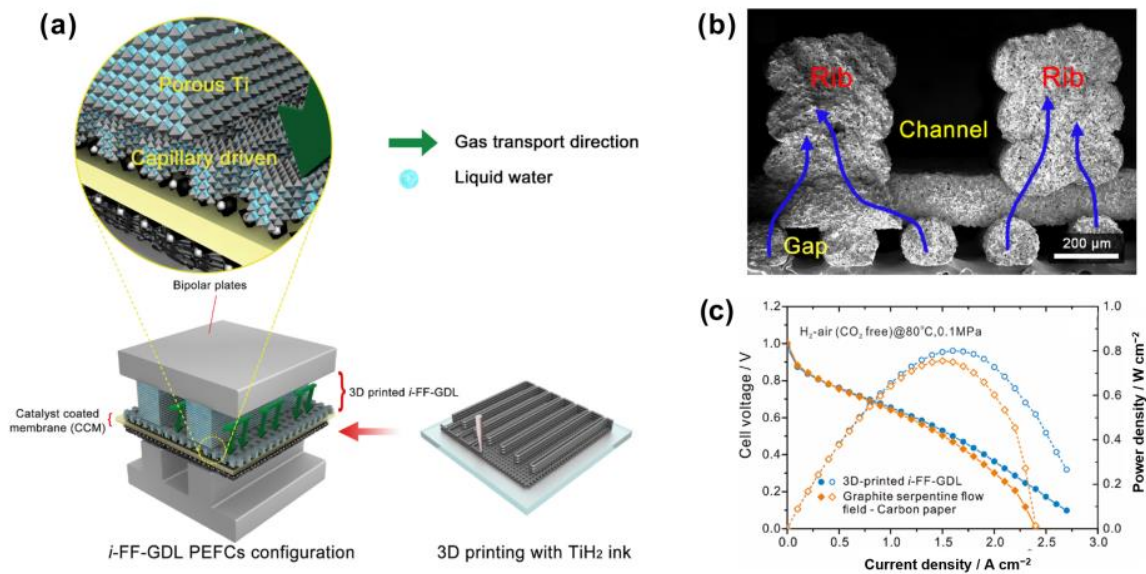 (a)
Porous Ti
Capillary driven
Gas transport direction
Liquid water
Bipolar plates
3D printed i-FF-GDL
Catalyst coated
membrane (CCM)
i-FF-GDL PEFCs configuration
3D printing with TiH₂ ink
(b)
Rib
Rib
Channel
Gap
200 µm
(c)
H₂-air (CO₂ free)@80°C,0.1MPa
Cell voltage / V
1.2
1.0
0.8
0.6
0.4
0.2
0.0
Power density / W cm⁻²
1.0
0.8
0.6
0.4
0.2
0.0
3D-printed i-FF-GDL
Graphite serpentine flow
field - Carbon paper
0.0 0.5 1.0 1.5 2.0 2.5 3.0
Current density / A cm⁻²